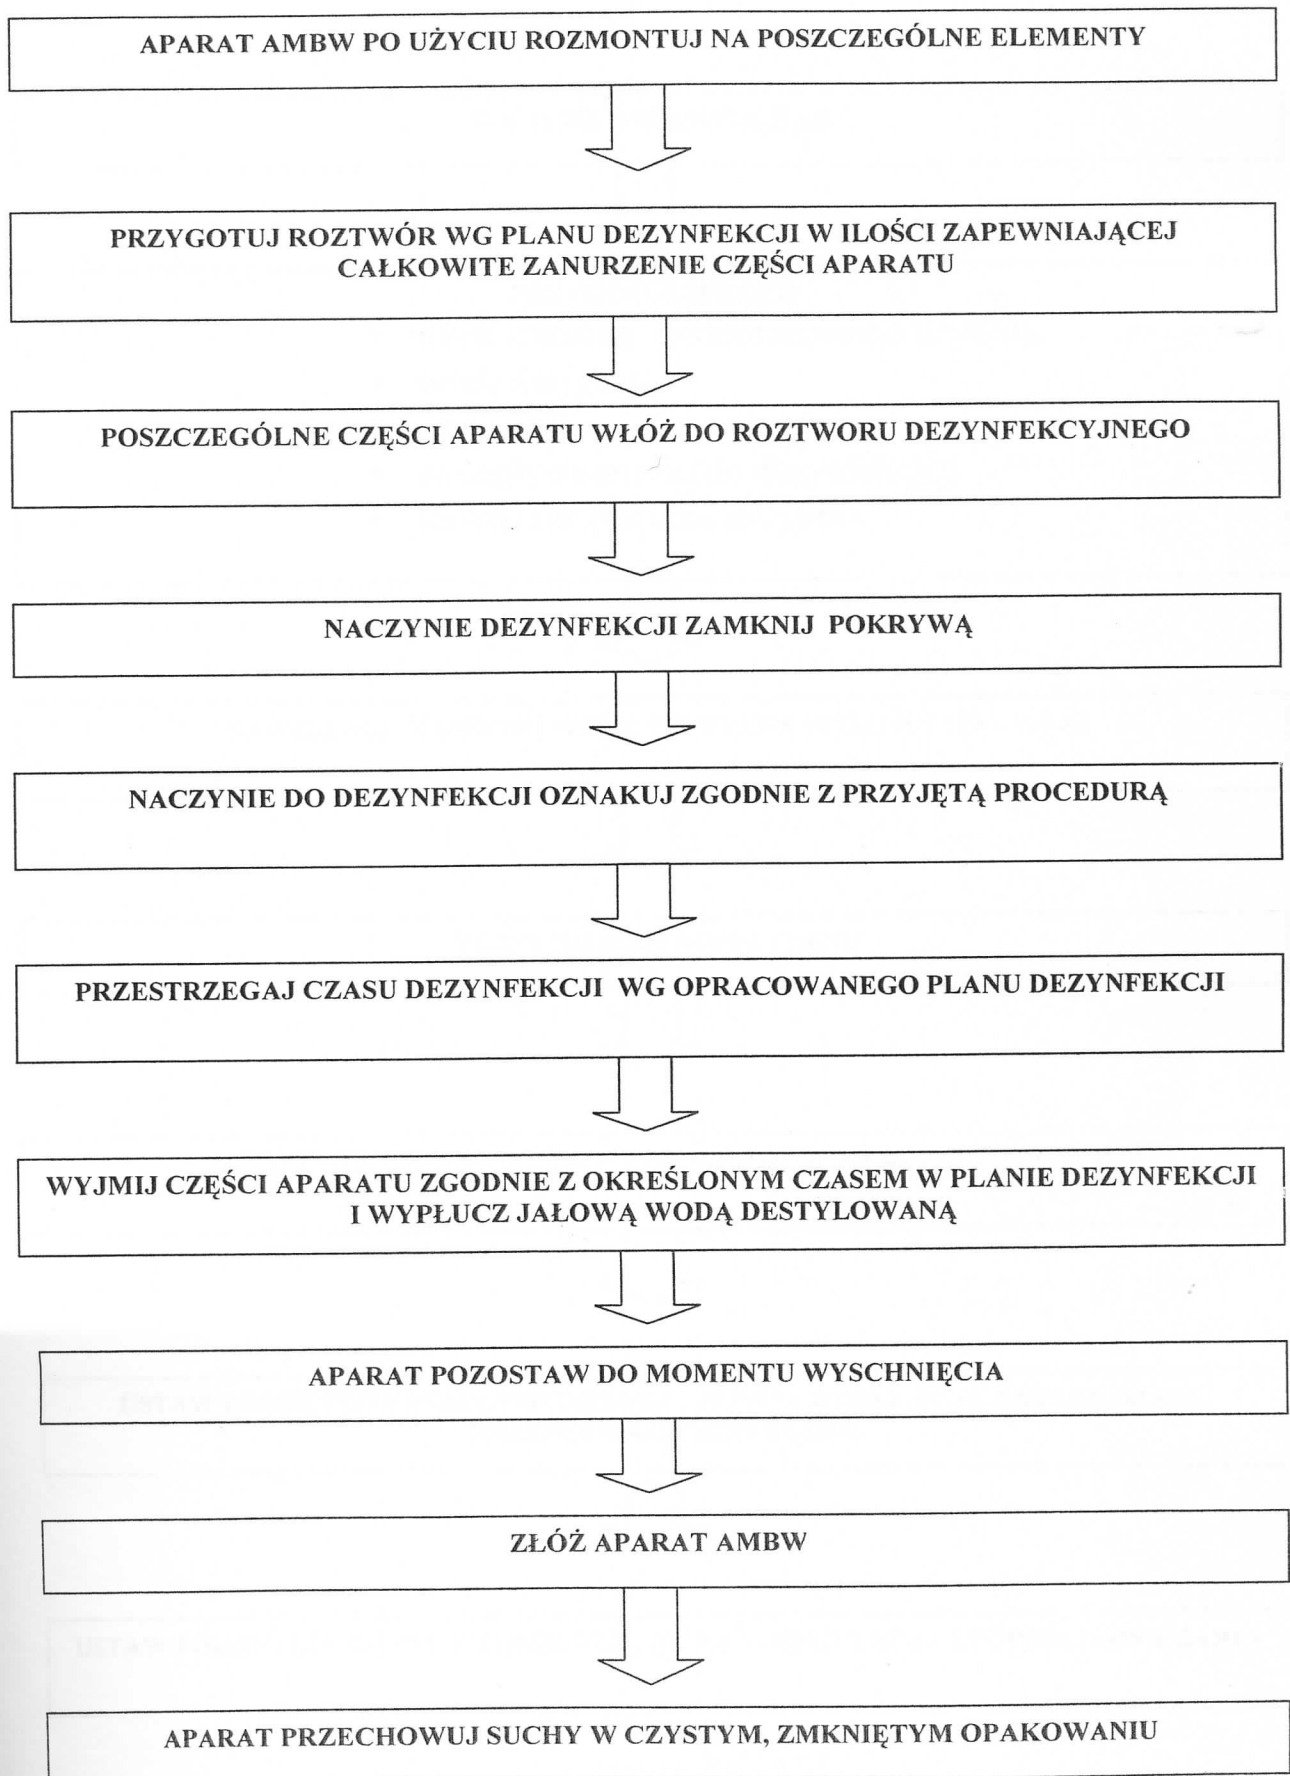 APARAT AMBW PO UŻYCIU ROZMONTUJ NA POSZCZEGÓLNE ELEMENTY
PRZYGOTUJ ROZTWÓR WG PLANU DEZYNFEKCJI W ILOŚCI ZAPEWNIAJĄCEJ
CAŁKOWITE ZANURZENIE CZĘŚCI APARATU
POSZCZEGÓLNE CZĘŚCI APARATU WŁÓŻ DO ROZTWORU DEZYNFEKCYJNEGO
NACZYNIE DEZYNFEKCJI ZAMKNIJ POKRYWĄ
NACZYNIE DO DEZYNFEKCJI OZNAKUJ ZGODNIE Z PRZYJĘTĄ PROCEDURĄ
PRZESTRZEGAJ CZASU DEZYNFEKCJI WG OPRACOWANEGO PLANU DEZYNFEKCJI
WYJMIJ CZĘŚCI APARATU ZGODNIE Z OKREŚLONYM CZASEM W PLANIE DEZYNFEKCJI
I WYPŁUCZ JAŁOWĄ WODĄ DESTYLOWANĄ
APARAT POZOSTAW DO MOMENTU WYSCHNIĘCIA
ZŁÓŻ APARAT AMBW
APARAT PRZECHOWUJ SUCHY W CZYSTYM, ZMKNIĘTYM OPAKOWANIU